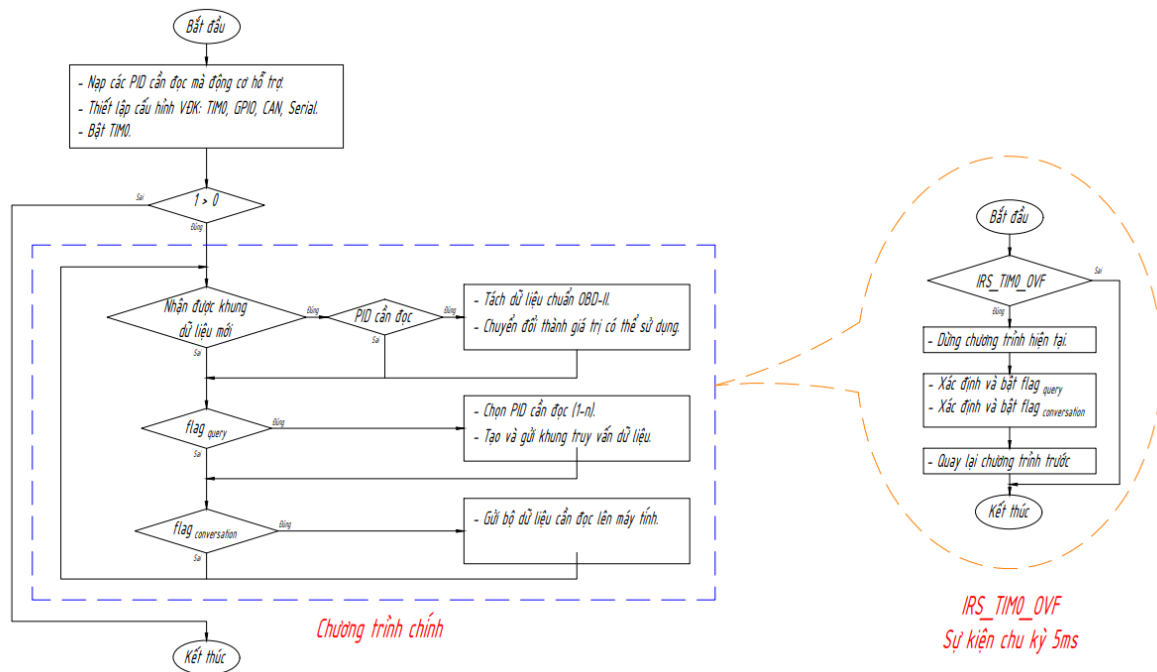 Bắt đầu
- Nạp các PID cần đọc mà động cơ hỗ trợ.
- Thiết lập cấu hình VĐK: TIM0, GPIO, CAN, Serial.
- Bật TIM0.
Sai
1 > 0
Đúng
Nhận được khung
dữ liệu mới
Đúng
Sai
PID cần đọc
Đúng
Sai
- Tách dữ liệu chuẩn OBD-II.
- Chuyển đổi thành giá trị có thể sử dụng.
flag query
Đúng
Sai
- Chọn PID cần đọc (1-n).
- Tạo và gửi khung truy vấn dữ liệu.
flag conversation
Đúng
Sai
- Gửi bộ dữ liệu cần đọc lên máy tính.
Chương trình chính
Kết thúc
Bắt đầu
IRS_TIM0_OVF
Sai
Đúng
- Dừng chương trình hiện tại.
- Xác định và bật flag query
- Xác định và bật flag conversation
- Quay lại chương trình trước
Kết thúc
IRS_TIM0_OVF
Sự kiện chu kỳ 5ms